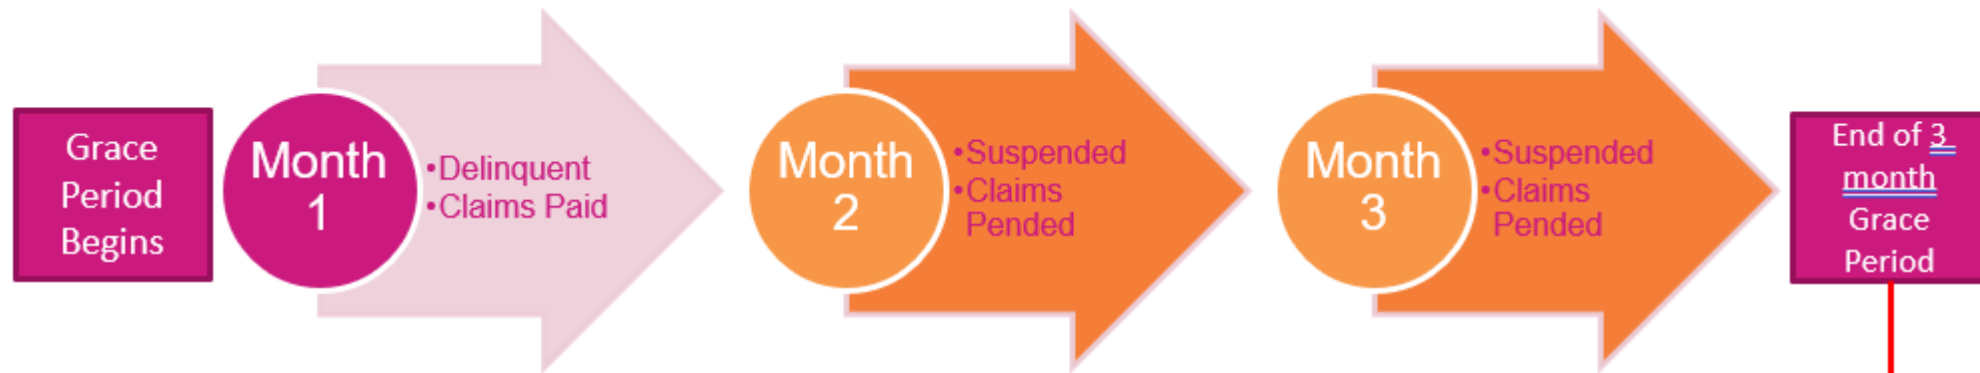 Grace
Period
Begins
Month
1
•Delinquent
•Claims Paid
Month
2
•Suspended
•Claims
Pended
Month
3
•Suspended
•Claims
Pended
End of 3
month
Grace
Period